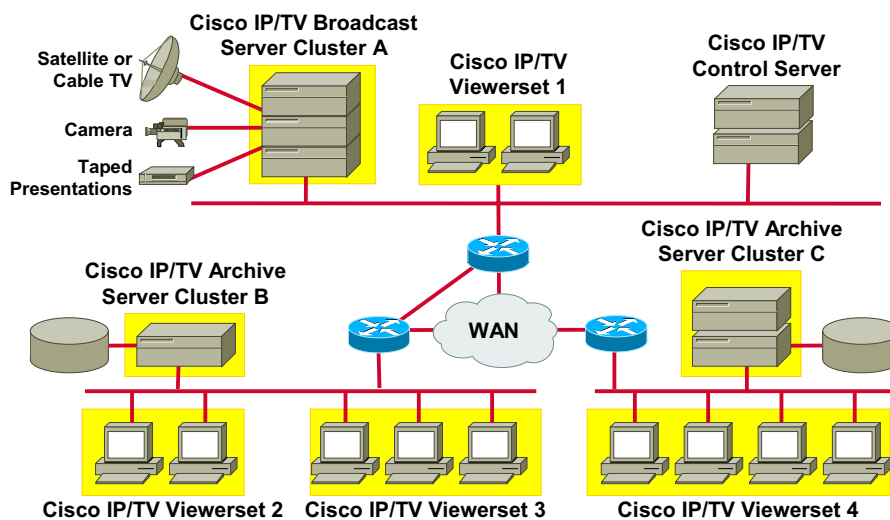 Cisco IP/TV Broadcast
Server Cluster A
Satellite or
Cable TV
Camera
Taped
Presentations
Cisco IP/TV
Viewerset 1
Cisco IP/TV
Control Server
Cisco IP/TV Archive
Server Cluster B
WAN
Cisco IP/TV Archive
Server Cluster C
Cisco IP/TV Viewerset 2
Cisco IP/TV Viewerset 3
Cisco IP/TV Viewerset 4